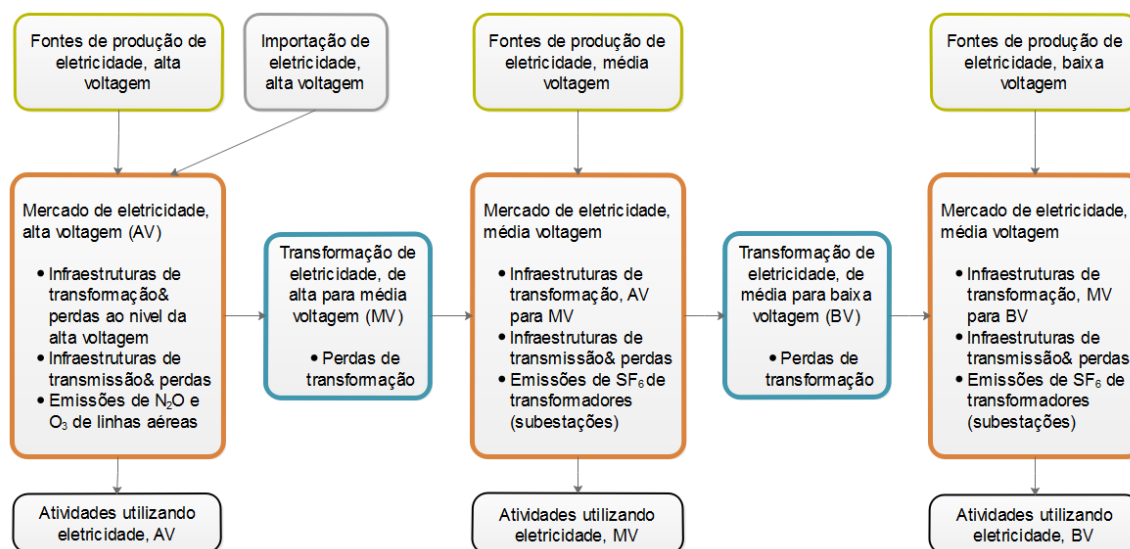 Fontes de produção de
eletricidade, alta
voltagem
Importação de
eletricidade,
alta voltagem
Fontes de produção de
eletricidade, média
voltagem
Fontes de produção de
eletricidade, baixa
voltagem
Mercado de eletricidade,
alta voltagem (AV)
• Infraestruturas de
transformação&
perdas ao nivel da
alta voltagem
• Infraestruturas de
transmissão& perdas
• Emissões de N₂O e
O₃ de linhas aéreas
Transformação de
eletricidade, de
alta para média
voltagem (MV)
• Perdas de
transformação
Mercado de eletricidade,
média voltagem
• Infraestruturas de
transformação, AV
para MV
• Infraestruturas de
transmissão& perdas
• Emissões de SF₆ de
transformadores
(subestações)
Transformação de
eletricidade, de
média para baixa
voltagem (BV)
• Perdas de
transformação
Mercado de eletricidade,
média voltagem
• Infraestruturas de
transformação, MV
para BV
• Infraestruturas de
transmissão& perdas
• Emissões de SF₆ de
transformadores
(subestações)
Atividades utilizando
eletricidade, AV
Atividades utilizando
eletricidade, MV
Atividades utilizando
eletricidade, BV